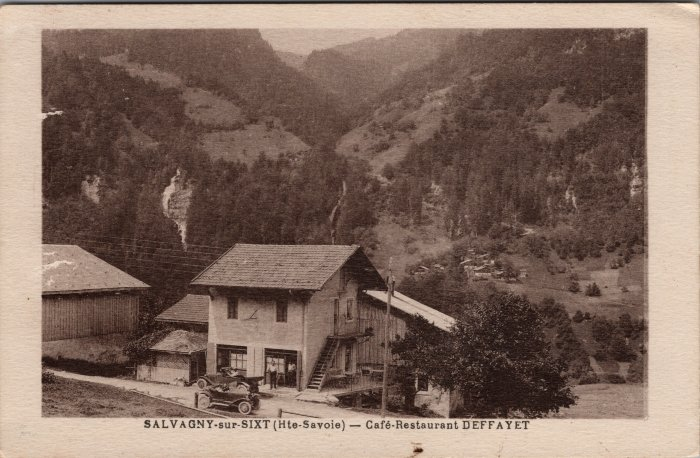 SALVAGNY-sur-SIXT (Hte-Savoie) — Café-Restaurant DEFFAYET